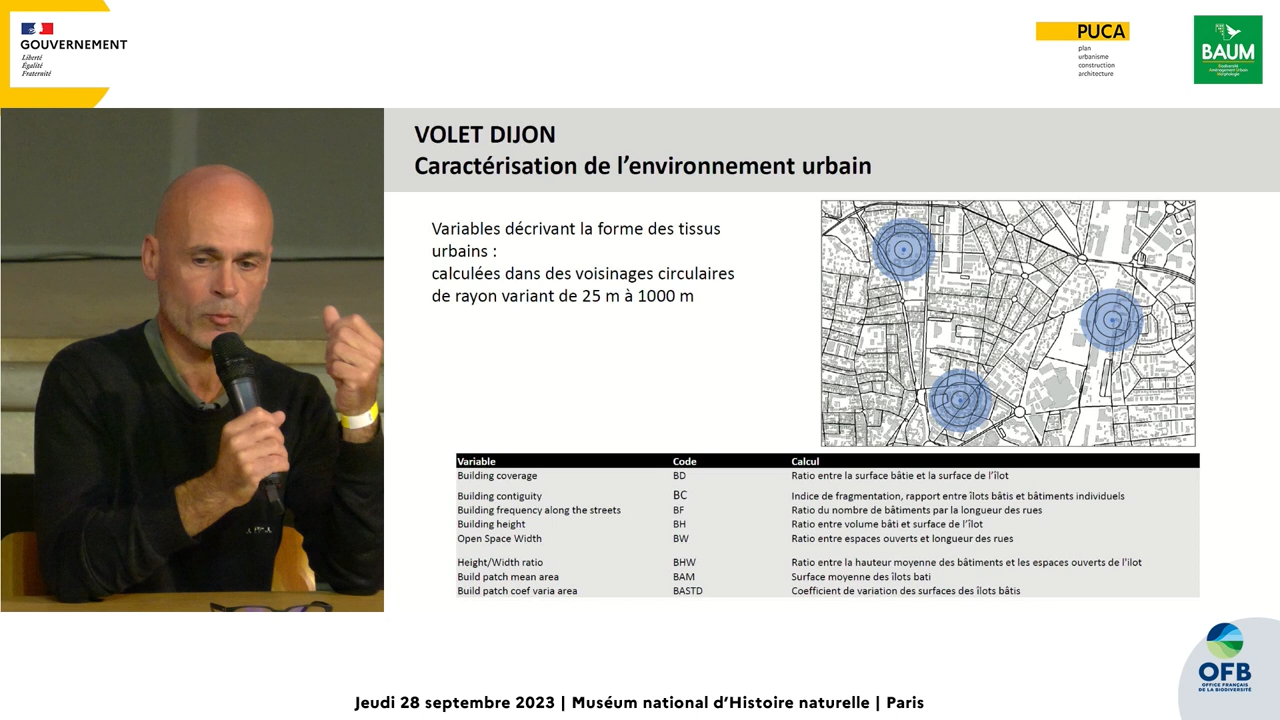 GOUVERNEMENT
Liberté
Égalité
Fraternité
PUCA
plan
urbanisme
construction
architecture
BAUM
Biodiversité
Aménagement Urbain
Morphologie
VOLET DIJON
Caractérisation de l’environnement urbain
Variables décrivant la forme des tissus
urbains :
calculées dans des voisinages circulaires
de rayon variant de 25 m à 1000 m
Variable Code Calcul
Building coverage BD Ratio entre la surface bâtie et la surface de l’îlot
Building contiguity BC Indice de fragmentation, rapport entre îlots bâtis et bâtiments individuels
Building frequency along the streets BF Ratio du nombre de bâtiments par la longueur des rues
Building height BH Ratio entre volume bâti et surface de l’îlot
Open Space Width BW Ratio entre espaces ouverts et longueur des rues
Height/Width ratio BHW Ratio entre la hauteur moyenne des bâtiments et les espaces ouverts de l'ilot
Build patch mean area BAM Surface moyenne des îlots bati
Build patch coef varia area BASTD Coefficient de variation des surfaces des îlots bâtis
OFB
OFFICE FRANÇAIS
DE LA BIODIVERSITÉ
Jeudi 28 septembre 2023 | Muséum national d’Histoire naturelle | Paris